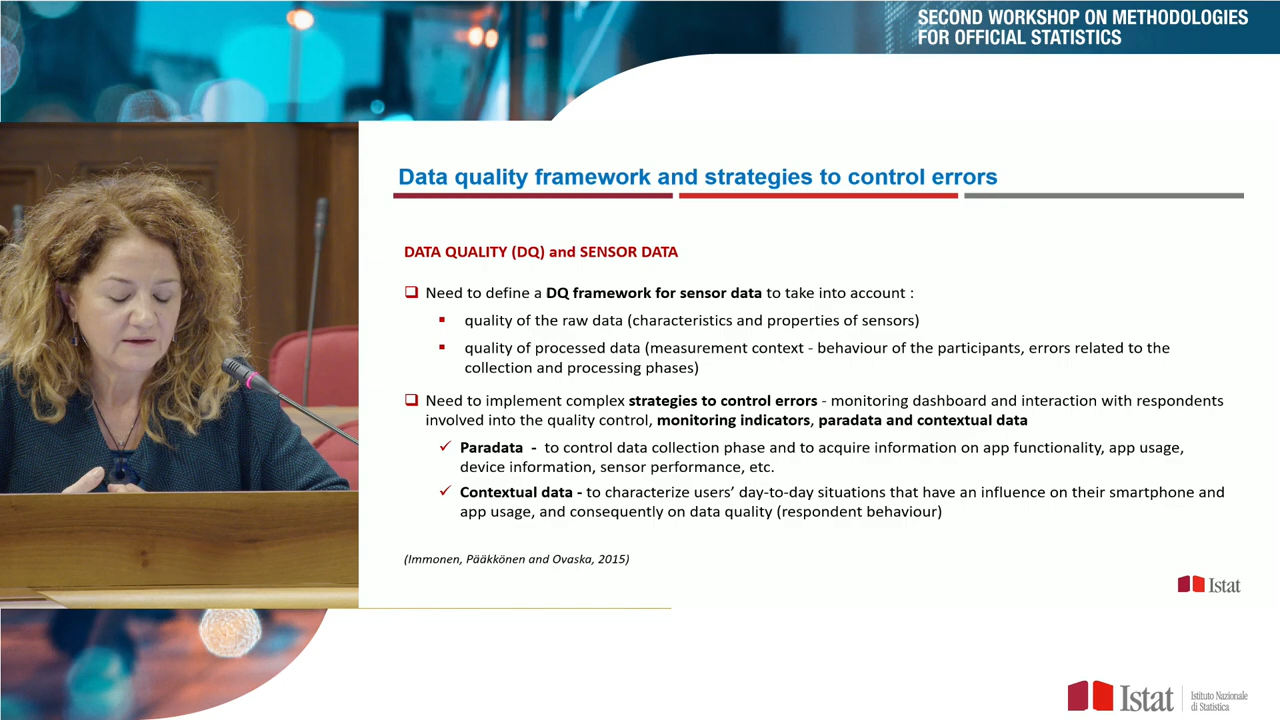 SECOND WORKSHOP ON METHODOLOGIES
FOR OFFICIAL STATISTICS
Data quality framework and strategies to control errors
DATA QUALITY (DQ) and SENSOR DATA
Need to define a DQ framework for sensor data to take into account :
quality of the raw data (characteristics and properties of sensors)
quality of processed data (measurement context - behaviour of the participants, errors related to the
collection and processing phases)
Need to implement complex strategies to control errors - monitoring dashboard and interaction with respondents
involved into the quality control, monitoring indicators, paradata and contextual data
Paradata - to control data collection phase and to acquire information on app functionality, app usage,
device information, sensor performance, etc.
Contextual data - to characterize users’ day-to-day situations that have an influence on their smartphone and
app usage, and consequently on data quality (respondent behaviour)
(Immonen, Pääkkönen and Ovaska, 2015)
Istat
Istat
Istituto Nazionale
di Statistica